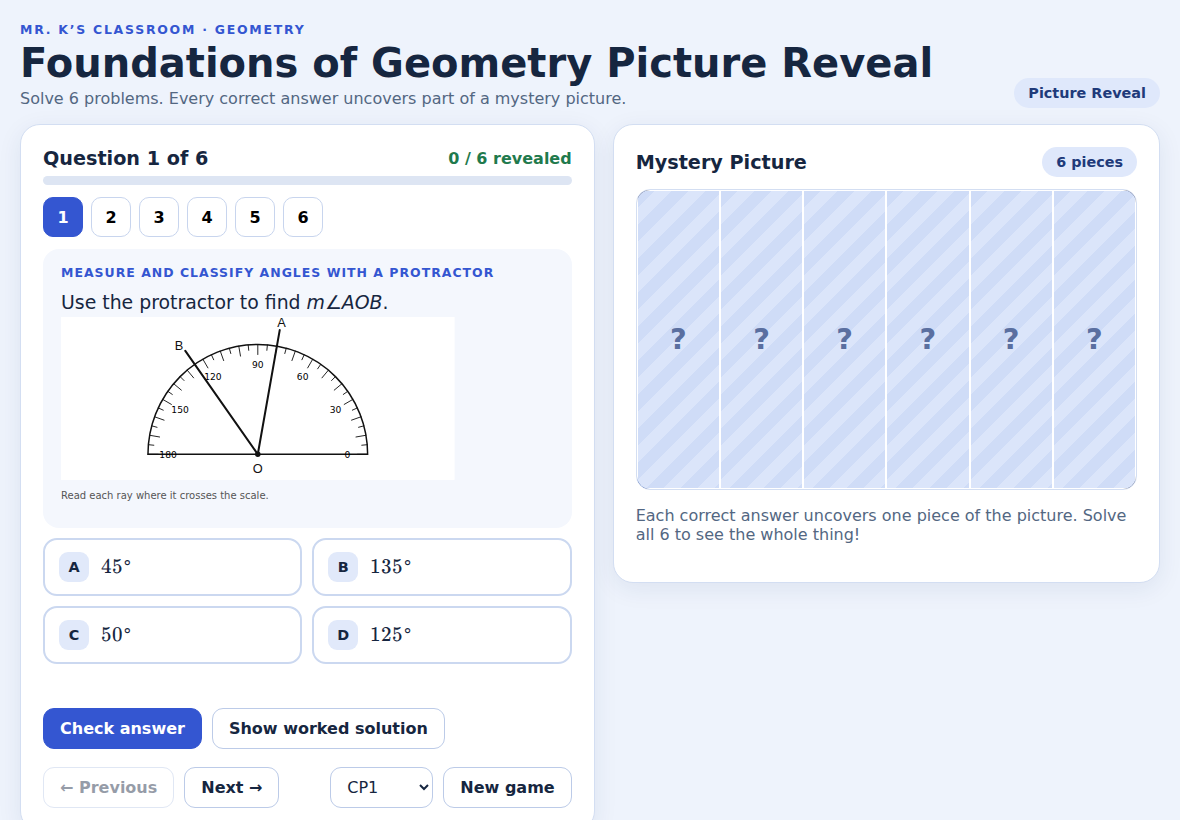 MR. K’S CLASSROOM · GEOMETRY
Foundations of Geometry Picture Reveal
Solve 6 problems. Every correct answer uncovers part of a mystery picture.
Picture Reveal
Question 1 of 6
0 / 6 revealed
1 2 3 4 5 6
MEASURE AND CLASSIFY ANGLES WITH A PROTRACTOR
Use the protractor to find m∠AOB.
A
B
90
120
60
150
30
180
0
O
Read each ray where it crosses the scale.
A 45°
B 135°
C 50°
D 125°
Check answer
Show worked solution
← Previous
Next →
CP1
New game
Mystery Picture
6 pieces
? ? ? ? ? ?
Each correct answer uncovers one piece of the picture. Solve
all 6 to see the whole thing!